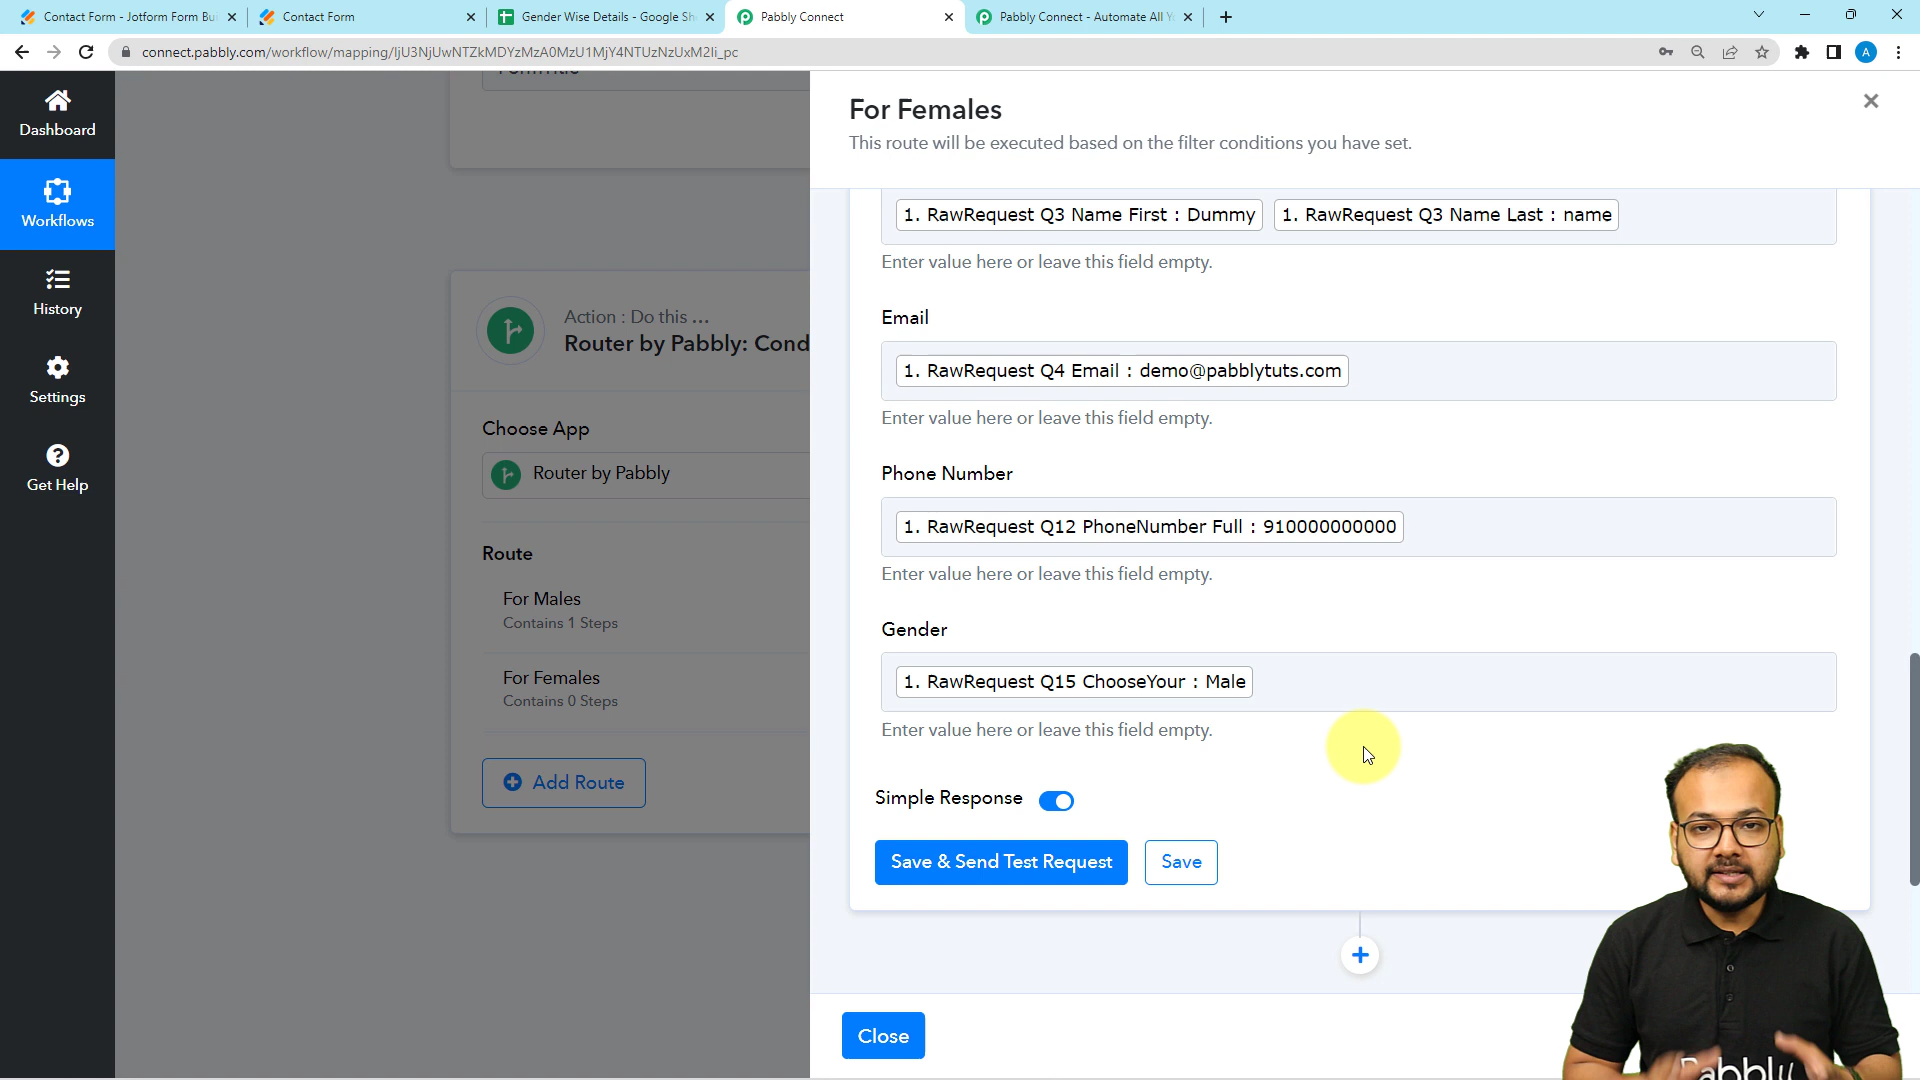 Contact Form - Jotform Form Bu
Contact Form
Gender Wise Details - Google Sh
Pabbly Connect
Pabbly Connect - Automate All Y
connect.pabbly.com/workflow/mapping/IjU3NjUwNTZkMDYzMzA0MzU1MjY4NTUzNzUxM2Ii_pc
A
Dashboard
Workflows
History
Settings
Get Help
FormTitle
Action : Do this ...
Router by Pabbly: Cond
Choose App
Router by Pabbly
Route
For Males
Contains 1 Steps
For Females
Contains 0 Steps
Add Route
For Females
This route will be executed based on the filter conditions you have set.
1. RawRequest Q3 Name First : Dummy
1. RawRequest Q3 Name Last : name
Enter value here or leave this field empty.
Email
1. RawRequest Q4 Email : demo@pabblytuts.com
Enter value here or leave this field empty.
Phone Number
1. RawRequest Q12 PhoneNumber Full : 910000000000
Enter value here or leave this field empty.
Gender
1. RawRequest Q15 ChooseYour : Male
Enter value here or leave this field empty.
Simple Response
Save & Send Test Request
Save
Close
Pabbly